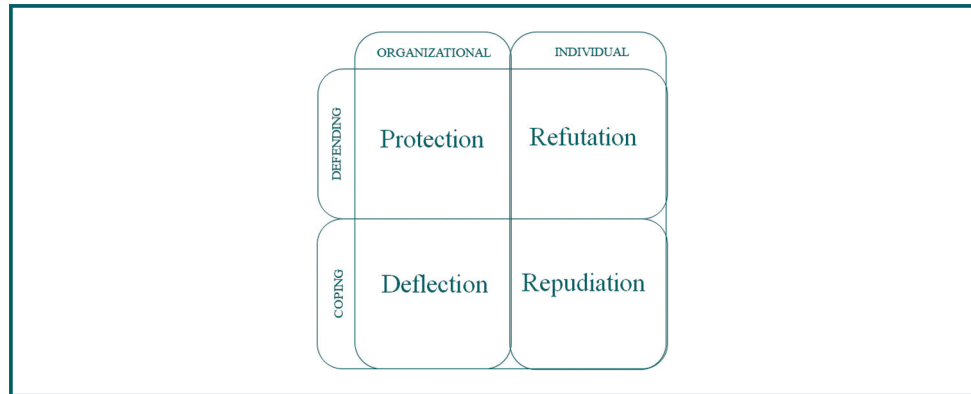 ORGANIZATIONAL INDIVIDUAL
DEFENDING
Protection Refutation
COPING
Deflection Repudiation